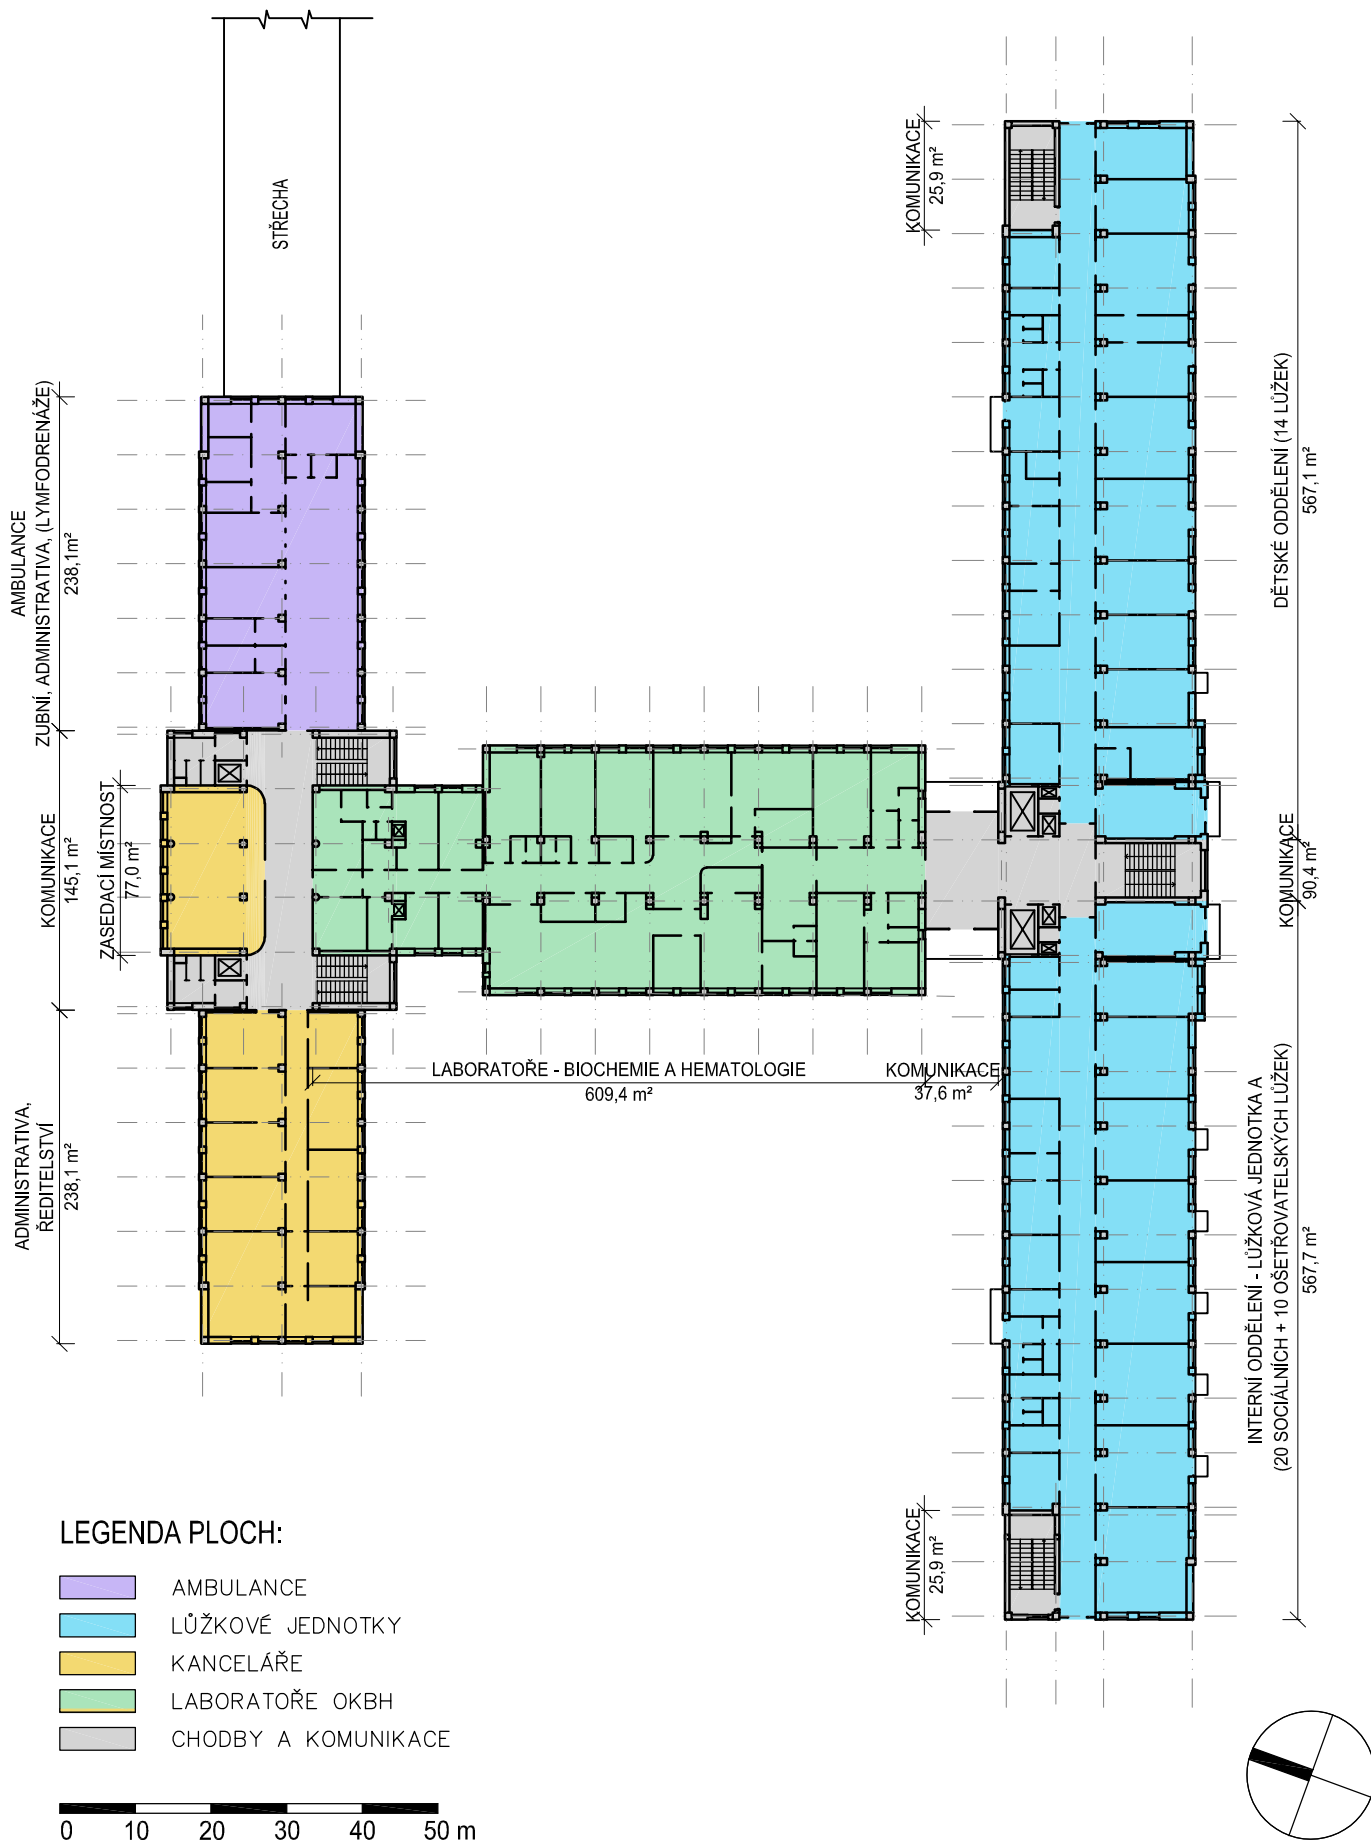 STŘECHA
KOMUNIKACE
25,9 m²
DĚTSKÉ ODDĚLENÍ (14 LŮŽEK)
567,1 m²
AMBULANCE
ZUBNÍ, ADMINISTRATIVA, (LYMFODRENÁŽE)
238,1m²
KOMUNIKACE
145,1 m²
ZASEDACÍ MÍSTNOST
77,0 m²
KOMUNIKACE
90,4 m²
LABORATOŘE - BIOCHEMIE A HEMATOLOGIE
609,4 m²
KOMUNIKACE
37,6 m²
ADMINISTRATIVA,
ŘEDITELSTVÍ
238,1 m²
INTERNÍ ODDĚLENÍ - LŮŽKOVÁ JEDNOTKA A
(20 SOCIÁLNÍCH + 10 OŠETŘOVATELSKÝCH LŮŽEK)
567,7 m²
KOMUNIKACE
25,9 m²
LEGENDA PLOCH:
AMBULANCE
LŮŽKOVÉ JEDNOTKY
KANCELÁŘE
LABORATOŘE OKBH
CHODBY A KOMUNIKACE
0 10 20 30 40 50 m